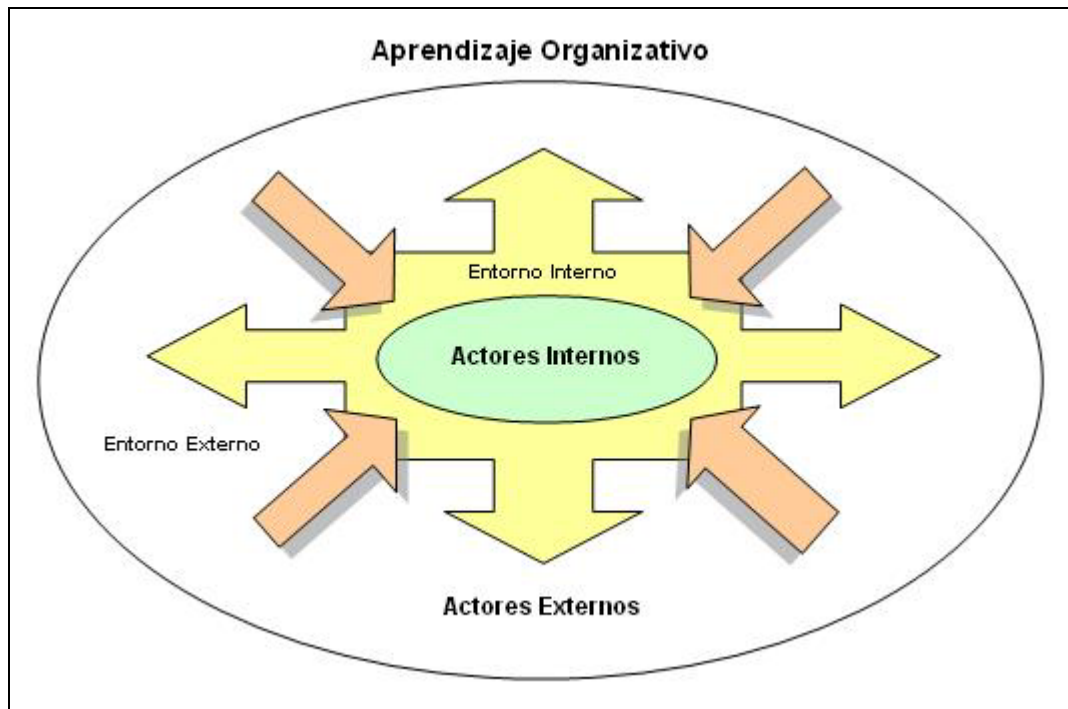 Aprendizaje Organizativo
Entorno Interno
Actores Internos
Entorno Externo
Actores Externos